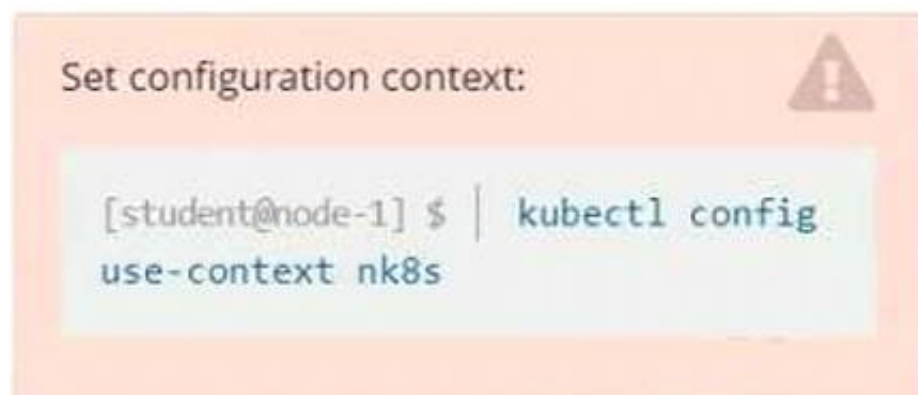 Set configuration context:
[student@node-1] $ | kubectl config
use-context nk8s